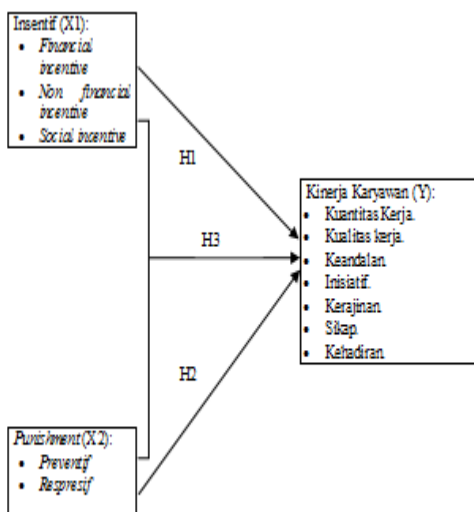 Insentif (X1):
• Financial
incentive
• Non financial
incentive
• Social incentive
H1
Kinerja Karyawan (Y):
• Kuantitas Kerja.
• Kualitas kerja.
• Keandalan.
• Inisiatif.
• Kerajinan.
• Sikap.
• Kehadiran.
H3
H2
Punishment (X2):
• Preventif
• Respresif